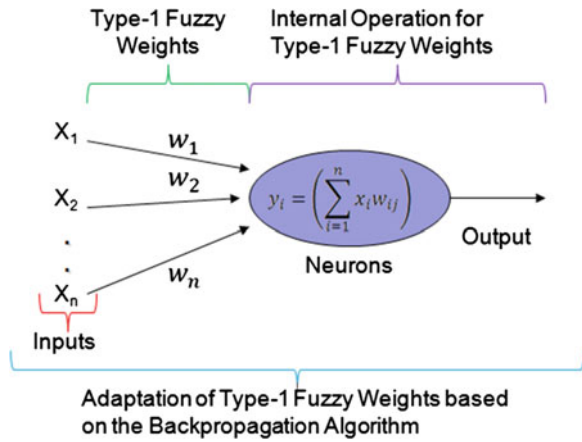 Type-1 Fuzzy
Weights
Internal Operation for
Type-1 Fuzzy Weights
X₁
w₁
X₂
w₂
.
.
Xₙ
wₙ
yᵢ = (∑ⁿᵢ₌₁ xᵢwᵢⱼ)
Neurons
Output
Inputs
Adaptation of Type-1 Fuzzy Weights based
on the Backpropagation Algorithm